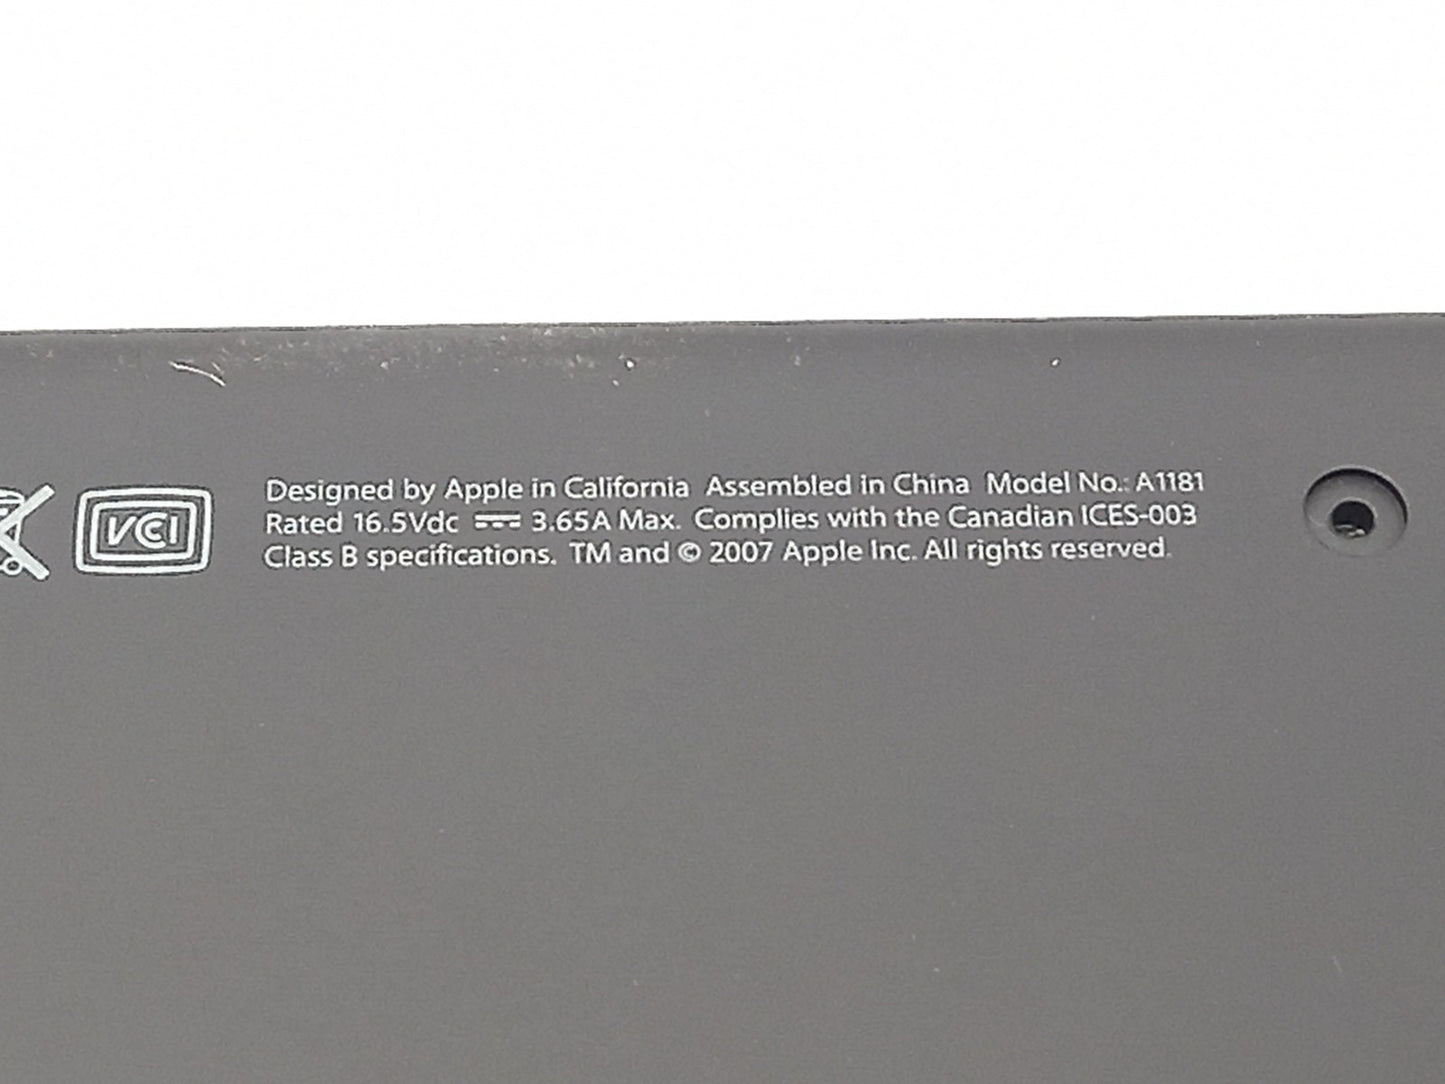 VCI
Designed by Apple in California Assembled in China Model No.: A1181
Rated 16.5Vdc ⎓ 3.65A Max. Complies with the Canadian ICES-003
Class B specifications. TM and © 2007 Apple Inc. All rights reserved.